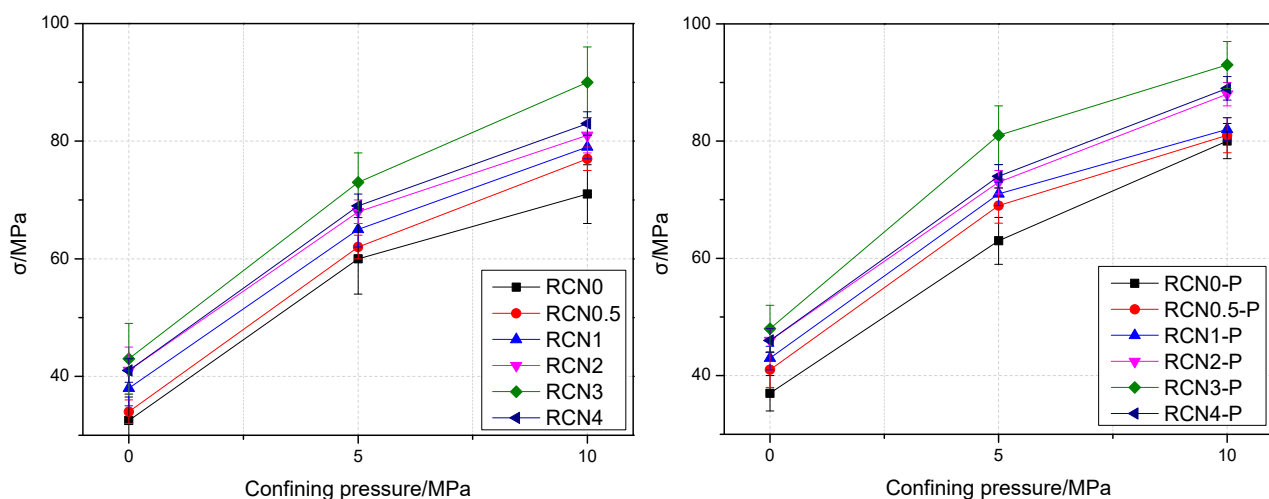 100
80
60
40
σ/MPa
0
5
10
Confining pressure/MPa
RCN0
RCN0.5
RCN1
RCN2
RCN3
RCN4
100
80
60
40
σ/MPa
0
5
10
Confining pressure/MPa
RCN0-P
RCN0.5-P
RCN1-P
RCN2-P
RCN3-P
RCN4-P